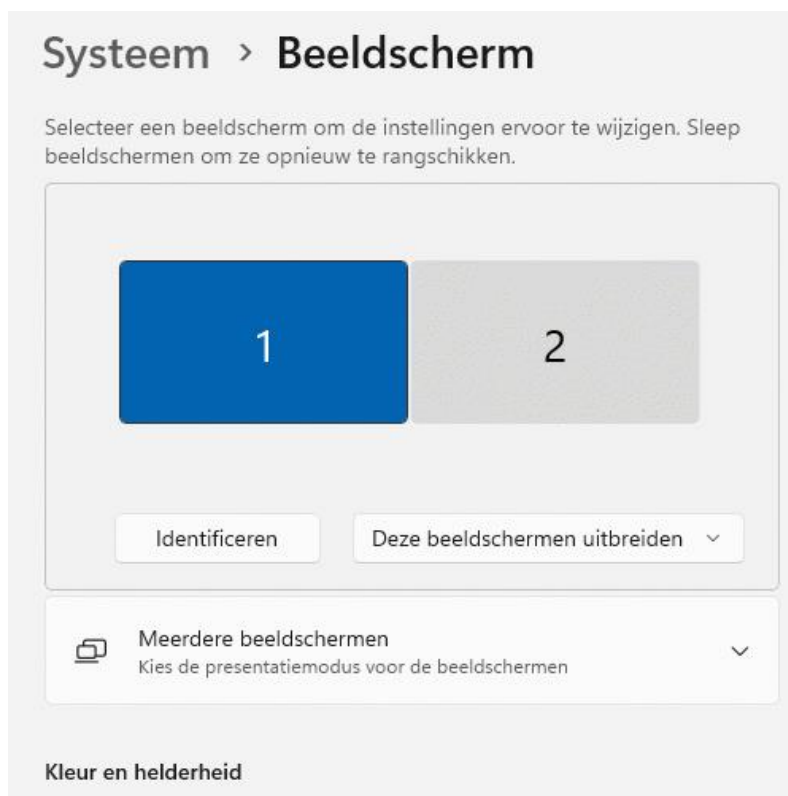 Systeem > Beeldscherm
Selecteer een beeldscherm om de instellingen ervoor te wijzigen. Sleep
beeldschermen om ze opnieuw te rangschikken.
1
2
Identificeren
Deze beeldschermen uitbreiden
Meerdere beeldschermen
Kies de presentatiemodus voor de beeldschermen
Kleur en helderheid